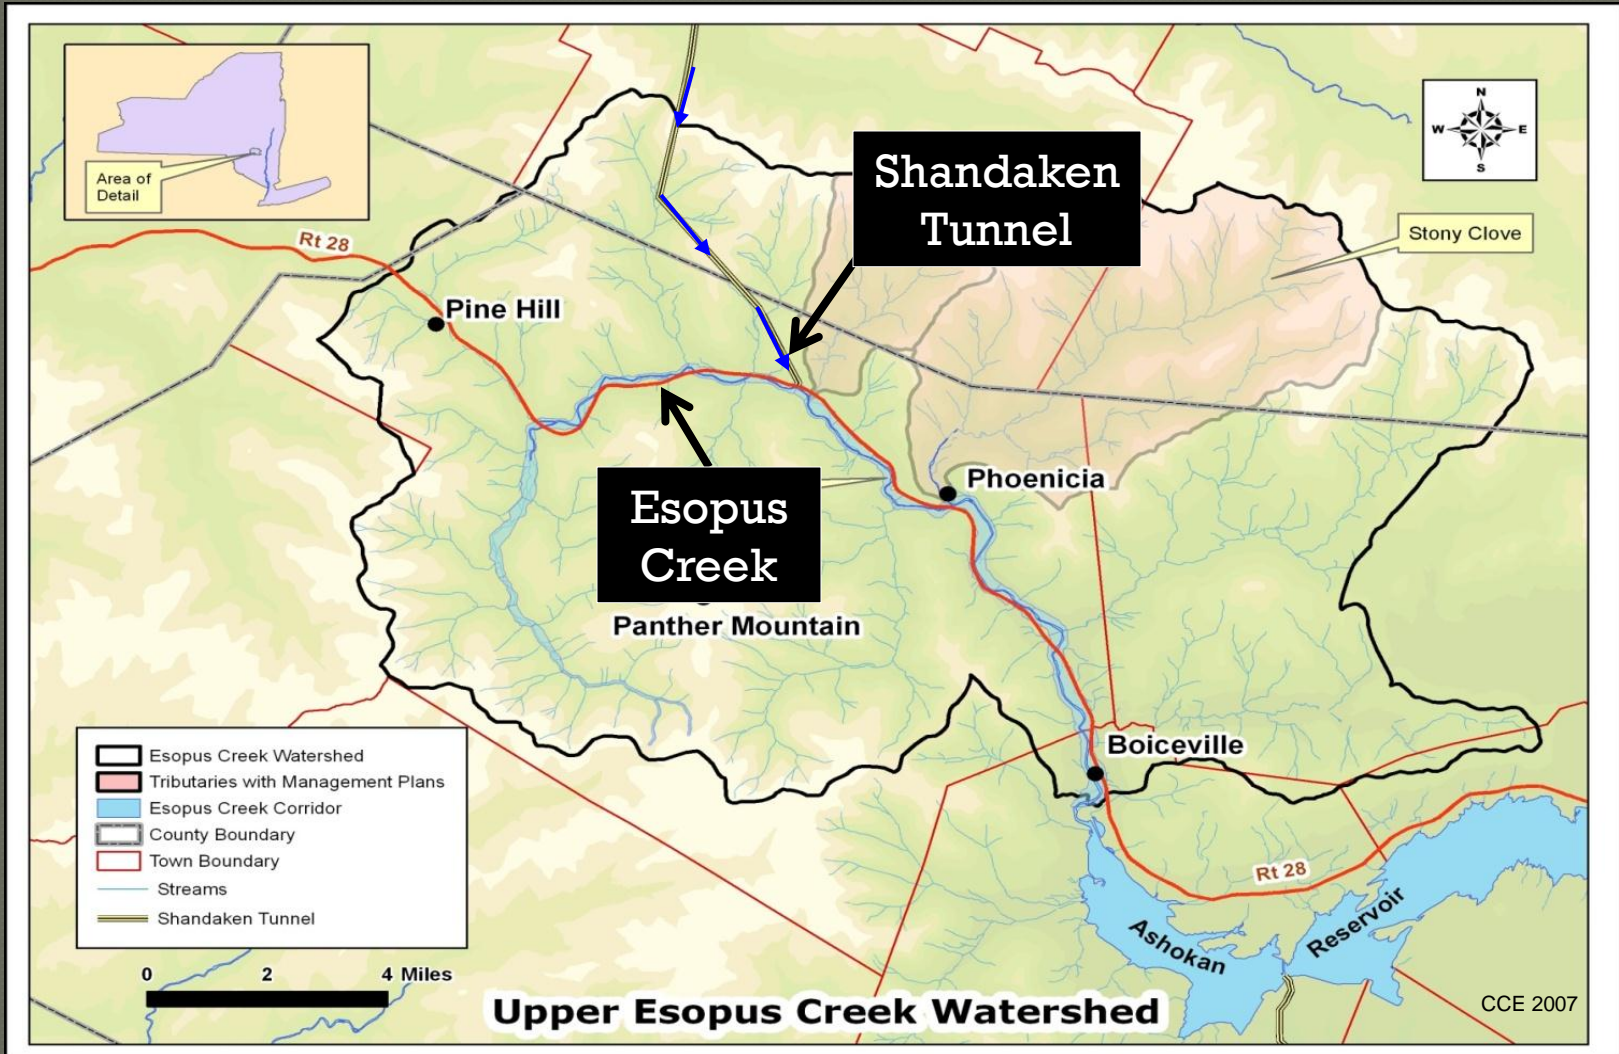 Area of
Detail
N
W
E
S
Shandaken
Tunnel
Stony Clove
Rt 28
Pine Hill
Phoenicia
Esopus
Creek
Panther Mountain
Boiceville
Esopus Creek Watershed
Tributaries with Management Plans
Esopus Creek Corridor
County Boundary
Town Boundary
Streams
Shandaken Tunnel
Rt 28
Ashokan
Reservoir
0 2 4 Miles
Upper Esopus Creek Watershed
CCE 2007